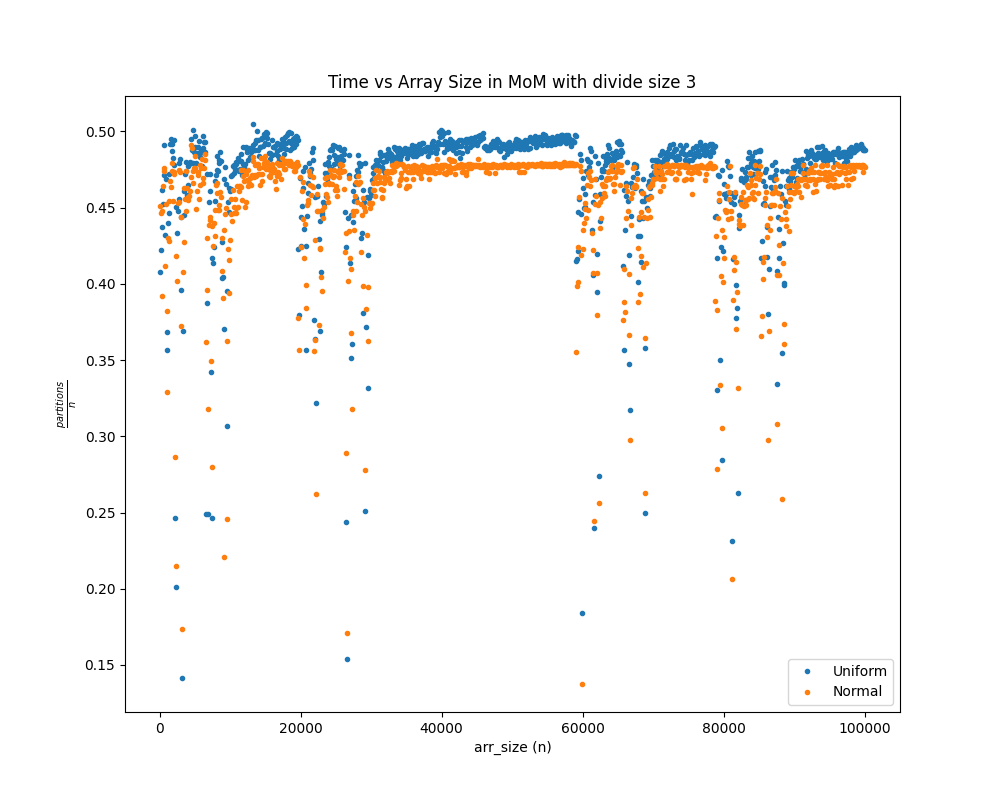 Time vs Array Size in MoM with divide size 3
partitions
n
0.50
0.45
0.40
0.35
0.30
0.25
0.20
0.15
0 20000 40000 60000 80000 100000
arr_size (n)
Uniform
Normal